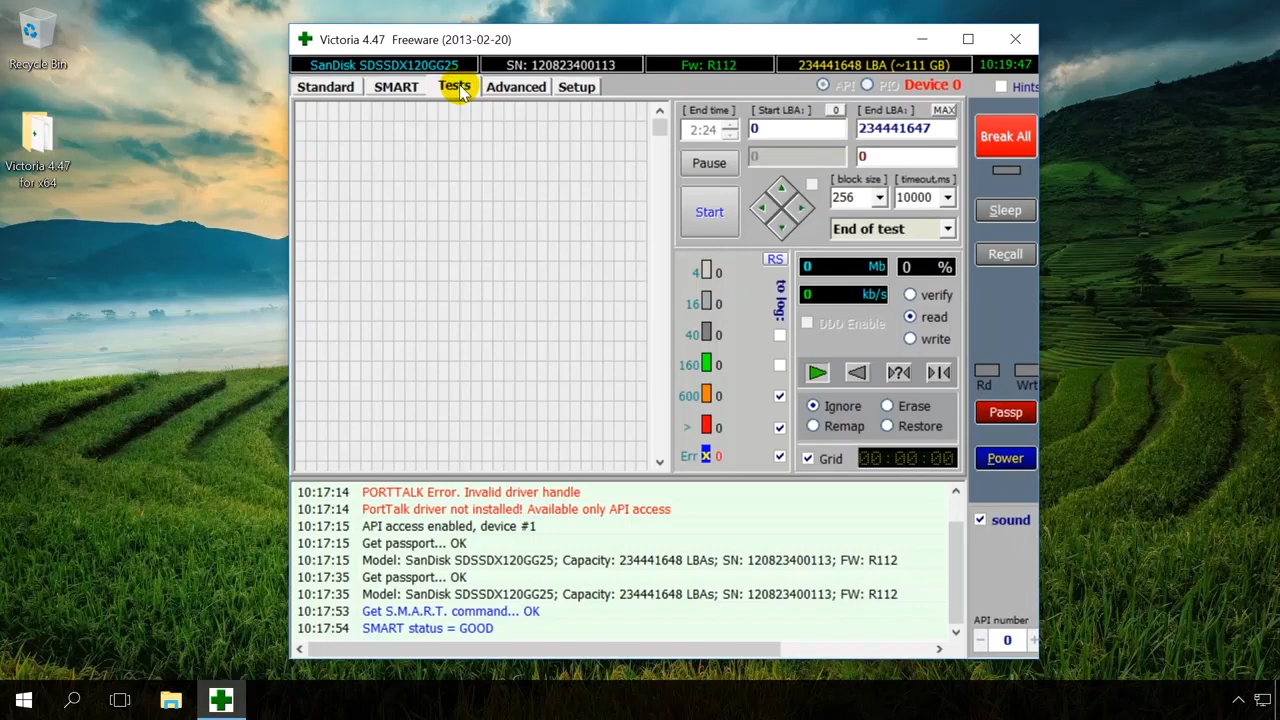 Recycle Bin
Victoria 4.47
for x64
Victoria 4.47 Freeware (2013-02-20)
SanDisk SDSSDX120GG25
SN: 120823400113
Fw: R112
234441648 LBA (~111 GB)
10:19:47
Standard
SMART
Tests
Advanced
Setup
API
PIO
Device 0
Hints
[ End time ]
[ Start LBA: ]
0
[ End LBA: ]
MAX
2:24
0
234441647
Break All
Pause
0
0
[ block size ]
[ timeout,ms ]
256
10000
Start
End of test
Sleep
Recall
RS
to log:
4 0
16 0
40 0
160 0
600 0
> 0
Err x 0
0 Mb
0 %
0 kb/s
verify
DDD Enable
read
write
Ignore
Erase
Remap
Restore
Grid
00:00:00
Rd
Wrt
Passp
Power
sound
API number
0
10:17:14 PORTTALK Error. Invalid driver handle
10:17:14 PortTalk driver not installed! Available only API access
10:17:15 API access enabled, device #1
10:17:15 Get passport... OK
10:17:15 Model: SanDisk SDSSDX120GG25; Capacity: 234441648 LBAs; SN: 120823400113; FW: R112
10:17:35 Get passport... OK
10:17:35 Model: SanDisk SDSSDX120GG25; Capacity: 234441648 LBAs; SN: 120823400113; FW: R112
10:17:53 Get S.M.A.R.T. command... OK
10:17:54 SMART status = GOOD